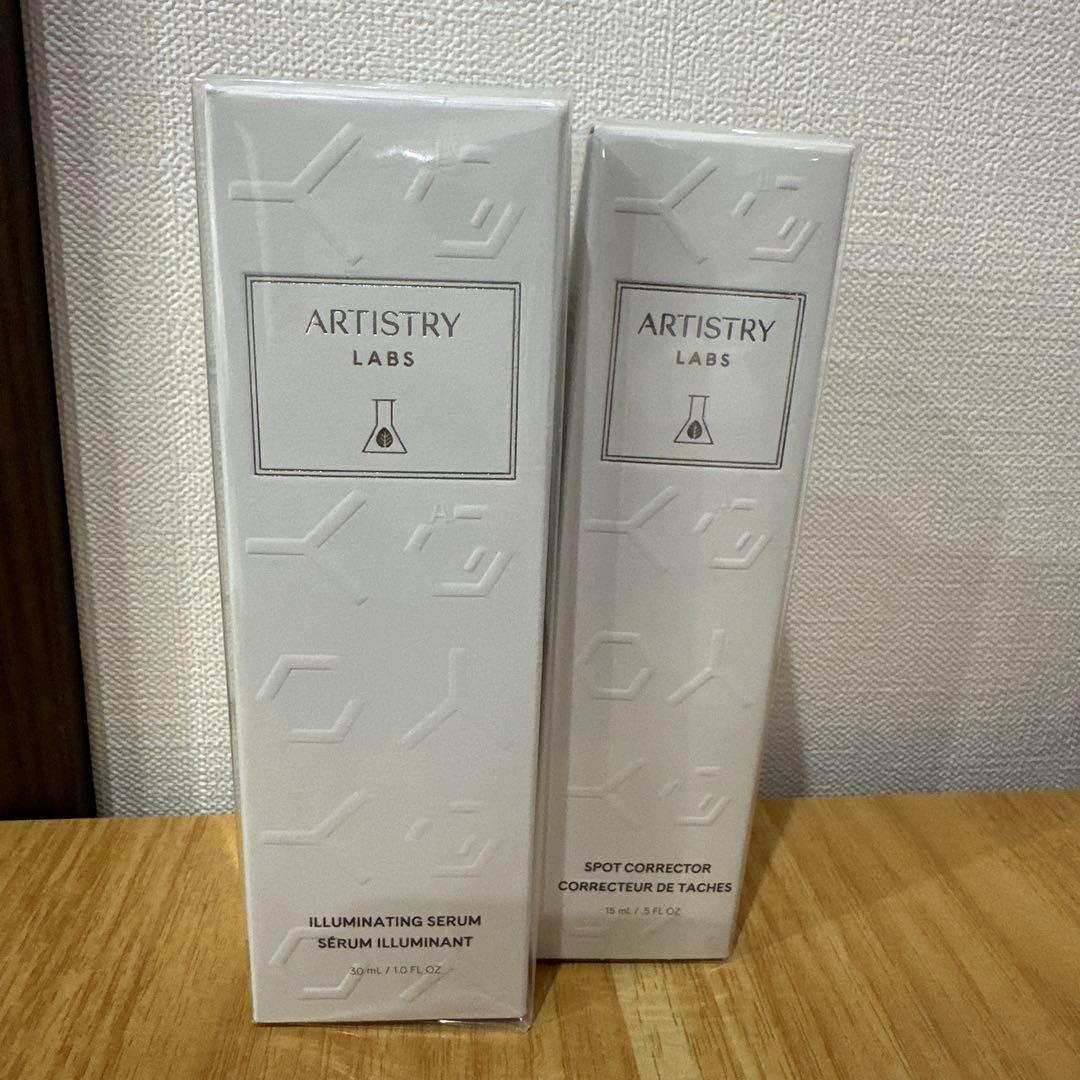 ARTISTRY
LABS
ILLUMINATING SERUM
SÉRUM ILLUMINANT
30 mL / 1.0 FL OZ
ARTISTRY
LABS
SPOT CORRECTOR
CORRECTEUR DE TACHES
15 mL / .5 FL OZ